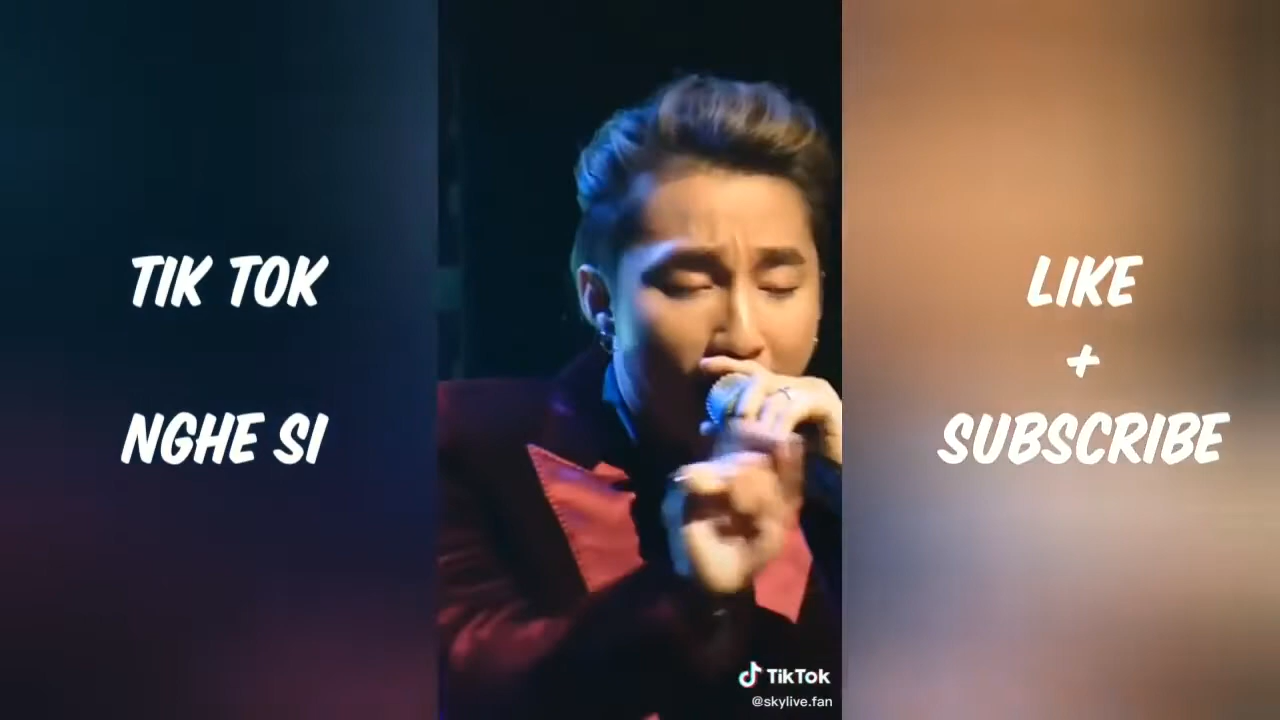 TIK TOK
NGHE SI
LIKE
+
SUBSCRIBE
TikTok
@skylive.fan